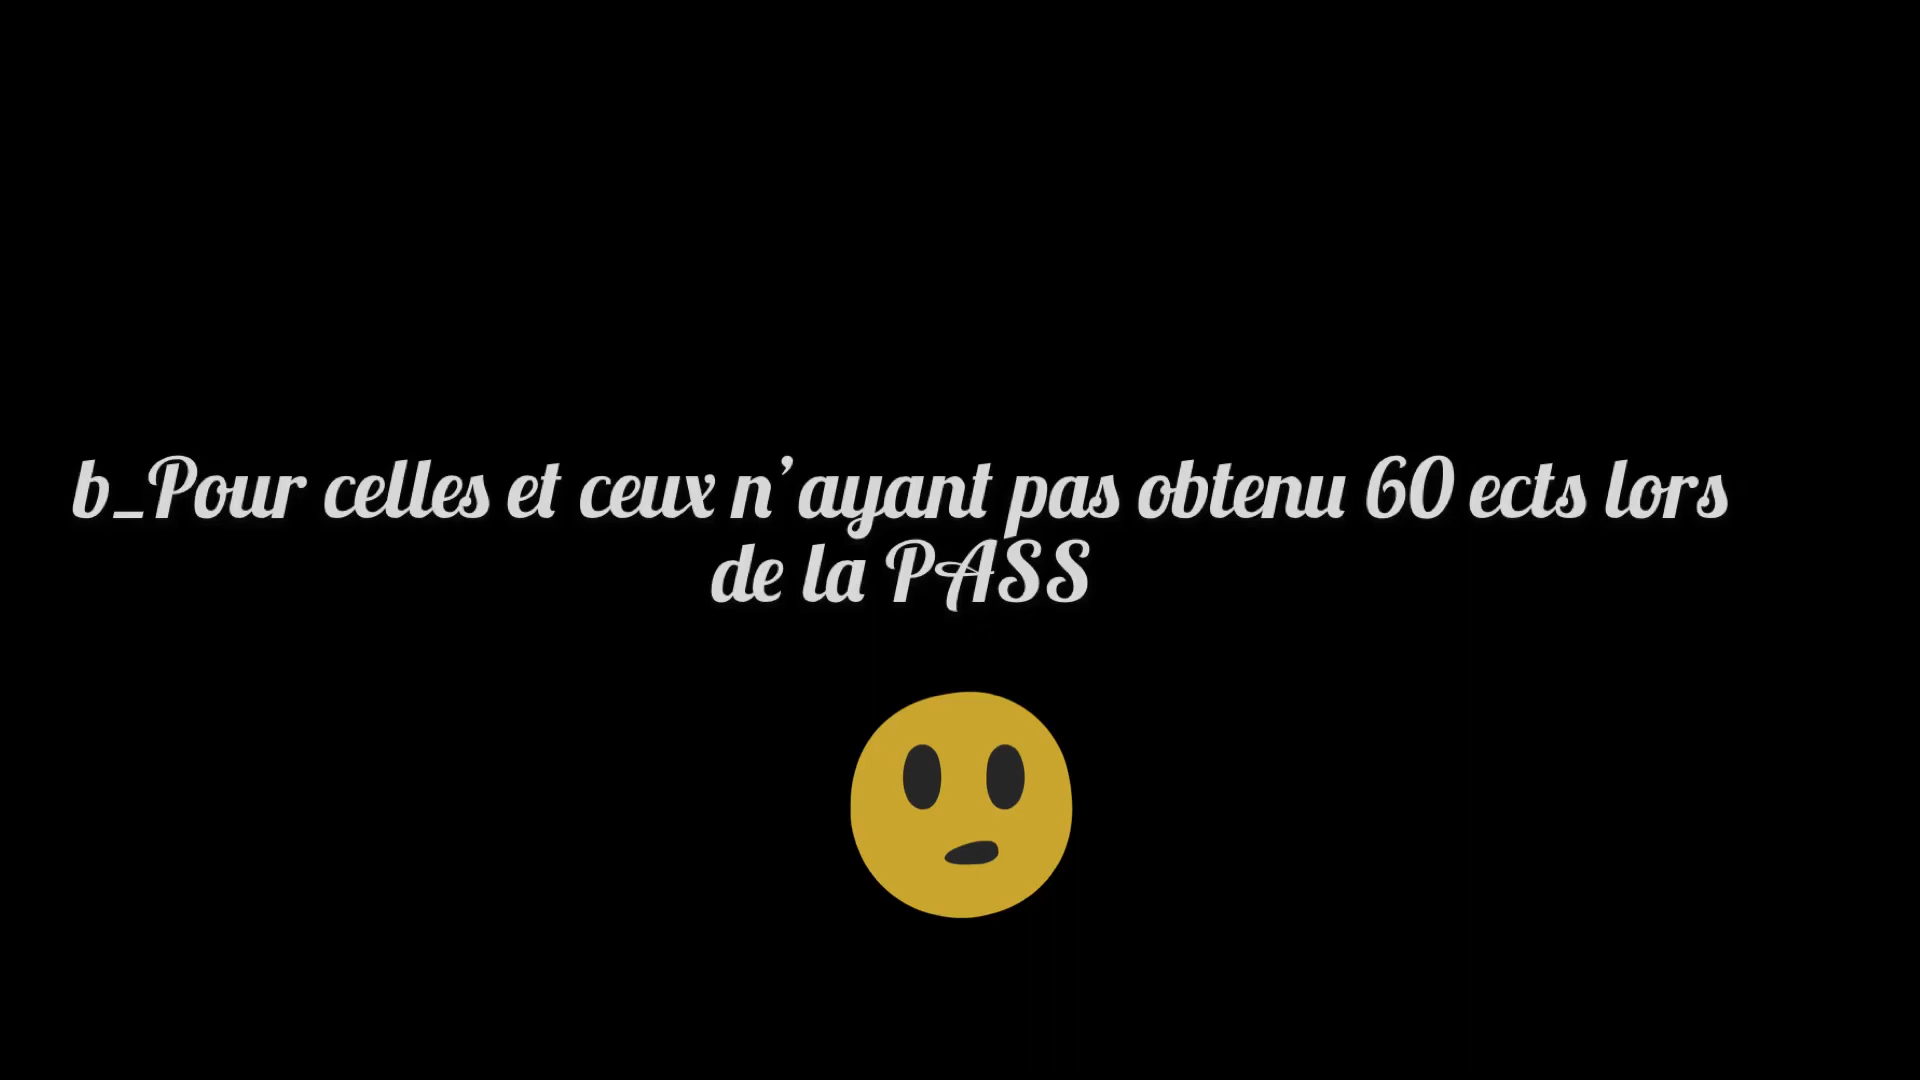 b_Pour celles et ceux n’ayant pas obtenu 60 ects lors
de la PASS